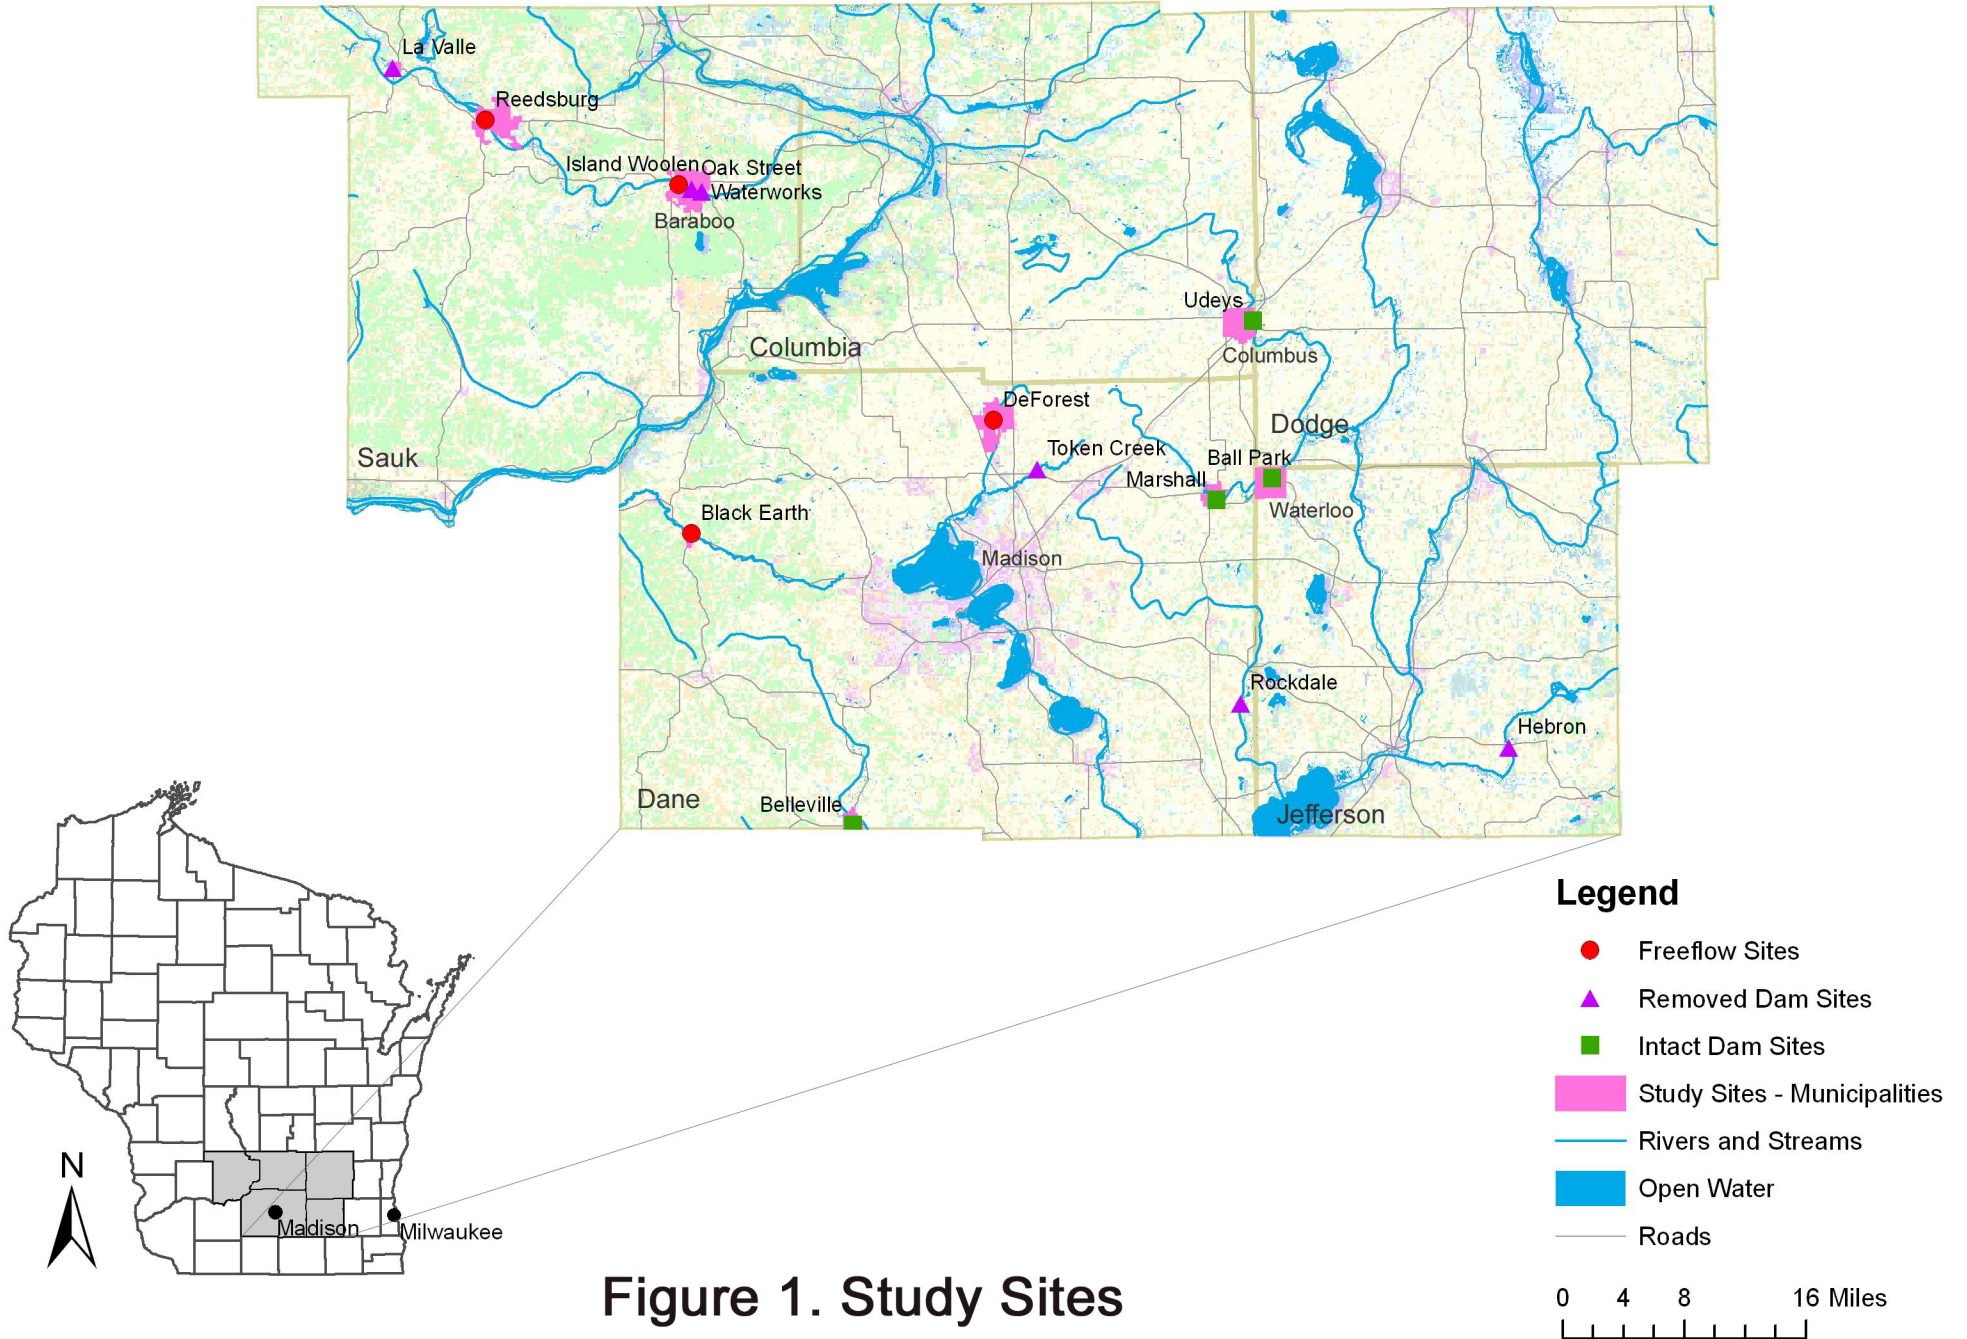 La Valle
Reedsburg
Island Woolen
Oak Street
Waterworks
Baraboo
Udeys
Columbia
Columbus
DeForest
Dodge
Token Creek
Ball Park
Sauk
Marshall
Waterloo
Black Earth
Madison
Rockdale
Hebron
Dane
Belleville
Jefferson
Legend
Freeflow Sites
Removed Dam Sites
Intact Dam Sites
Study Sites - Municipalities
Rivers and Streams
Open Water
Roads
N
Madison
Milwaukee
Figure 1. Study Sites
0 4 8 16 Miles